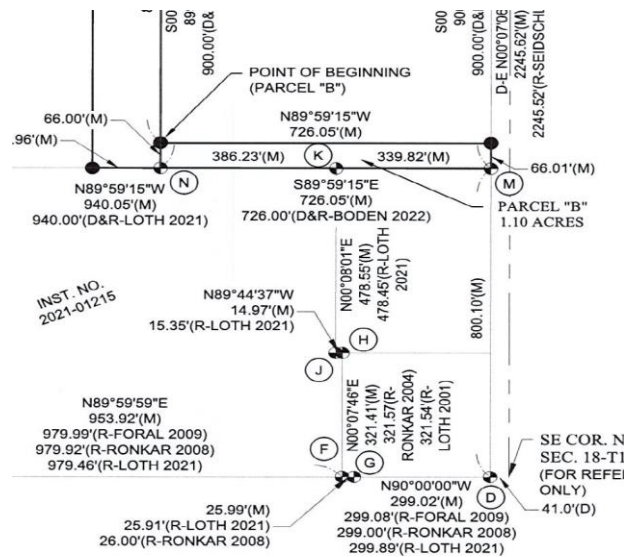 S00
89
900.00'(D&
S00
90
900.00'(D&
D-E N00°07'06
2245.62'(M)
2245.52'(R-SEIDSCHL
POINT OF BEGINNING
(PARCEL "B")
66.00'(M)
.96'(M)
N89°59'15"W
726.05'(M)
386.23'(M)
K
339.82'(M)
66.01'(M)
N
M
N89°59'15"W
940.05'(M)
940.00'(D&R-LOTH 2021)
S89°59'15"E
726.05'(M)
726.00'(D&R-BODEN 2022)
PARCEL "B"
1.10 ACRES
INST. NO.
2021-01215
N00°08'01"E
478.55'(M)
478.45'(R-LOTH
2021)
800.10'(M)
N89°44'37"W
14.97'(M)
15.35'(R-LOTH 2021)
H
J
N89°59'59"E
953.92'(M)
979.99'(R-FORAL 2009)
979.92'(R-RONKAR 2008)
979.46'(R-LOTH 2021)
N00°07'46"E
321.41'(M)
321.57(R-
RONKAR 2004)
321.54'(R-
LOTH 2001)
F
G
SE COR. N
SEC. 18-T1
(FOR REFE
ONLY)
41.0'(D)
D
25.99'(M)
25.91'(R-LOTH 2021)
26.00'(R-RONKAR 2008)
N90°00'00"W
299.02'(M)
299.08'(R-FORAL 2009)
299.00'(R-RONKAR 2008)
299.89'(R-LOTH 2021)